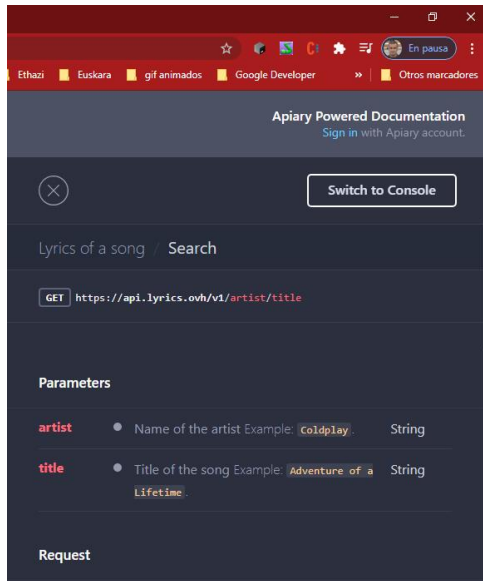 En pausa
Ethazi Euskara gif animados Google Developer » Otros marcadores
Apiary Powered Documentation
Sign in with Apiary account.
Switch to Console
Lyrics of a song / Search
GET https://api.lyrics.ovh/v1/artist/title
Parameters
artist Name of the artist Example: Coldplay. String
title Title of the song Example: Adventure of a String
Lifetime.
Request